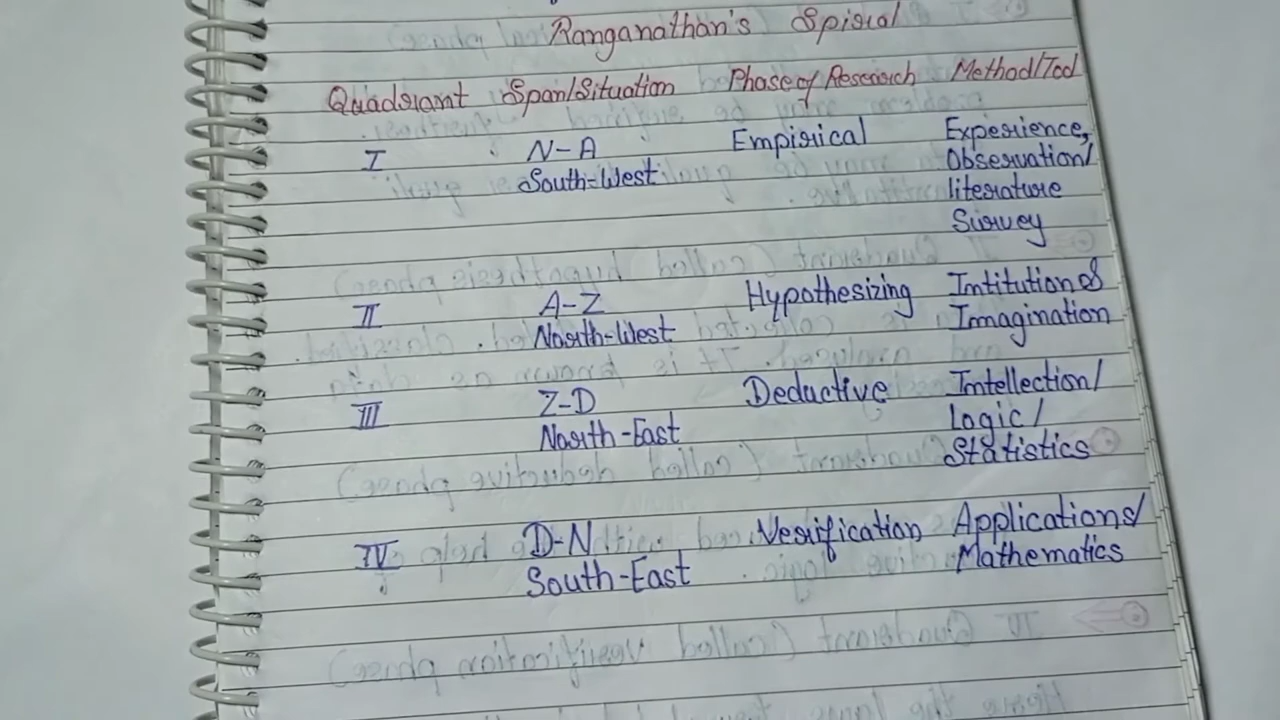 Ranganathan's Spiral
Quadrant Span/Situation Phase of Research Method/Tool
I N-A Empirical Experience,
South-West Observation/
literature
Survey
II A-Z Hypothesizing Intitution &
North-West Imagination
III Z-D Deductive Intellection/
North-East Logic/
Statistics
IV D-N Verification Applications/
South-East Mathematics